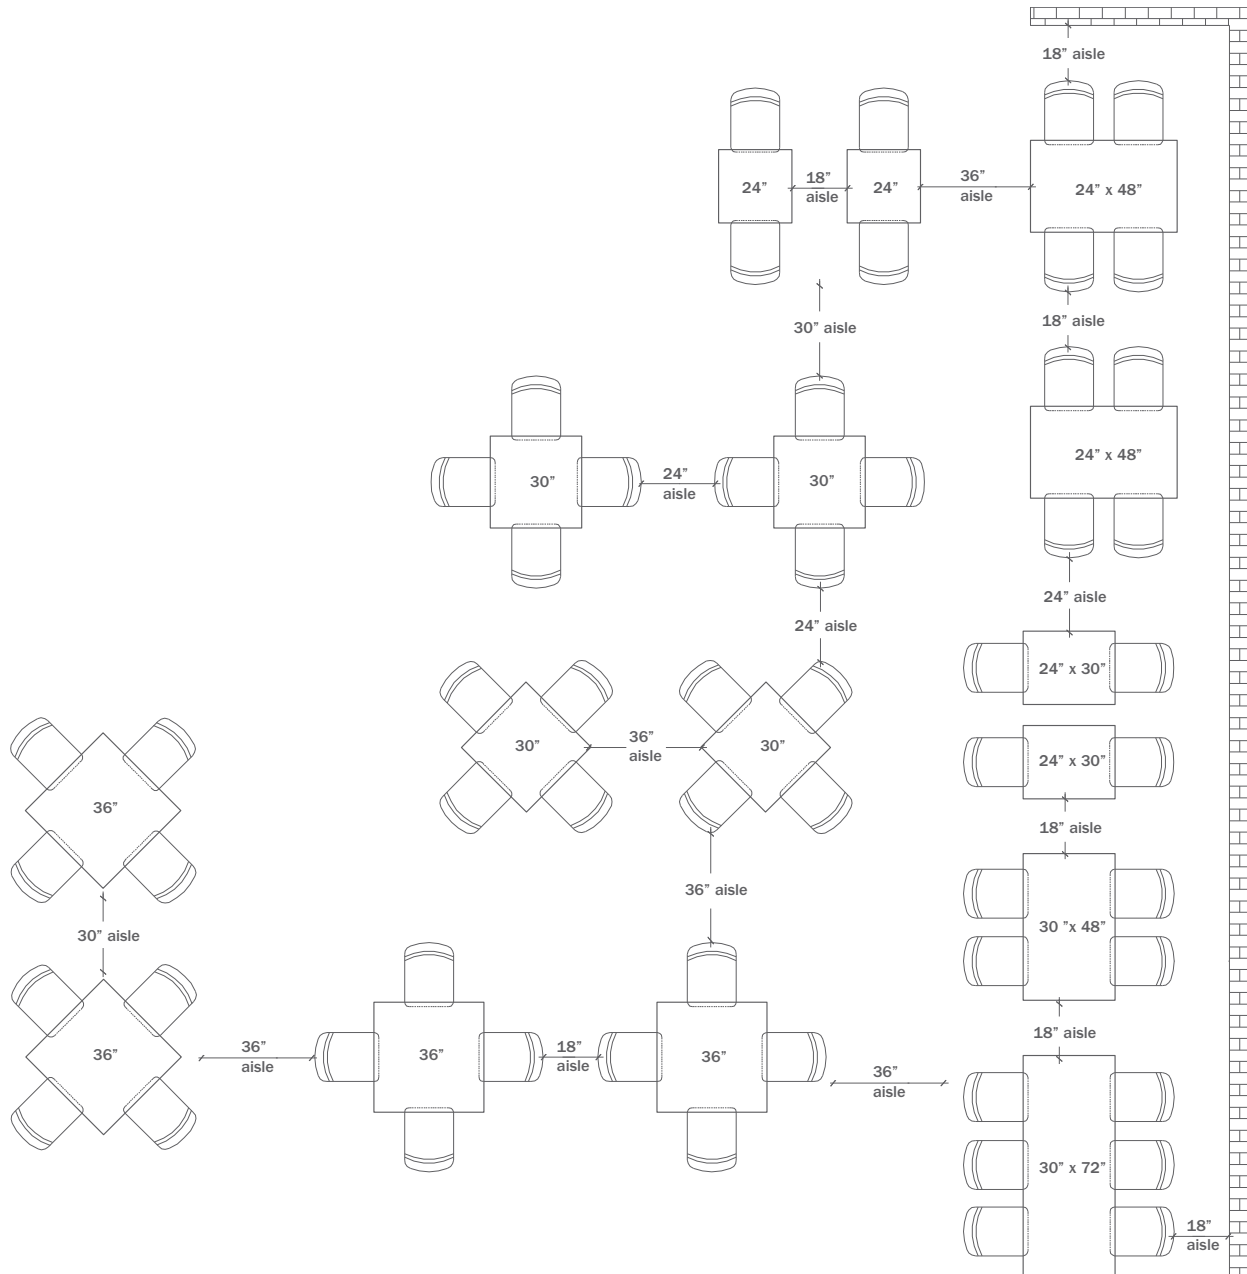 18” aisle
24”
18”
aisle
24”
36”
aisle
24” x 48”
30” aisle
18” aisle
24” x 48”
30”
24”
aisle
30”
24” aisle
24” aisle
24” x 30”
30”
36”
aisle
30”
24” x 30”
36”
18” aisle
36” aisle
30 ”x 48”
30” aisle
18” aisle
36”
36”
aisle
36”
18”
aisle
36”
36”
aisle
30” x 72”
18”
aisle